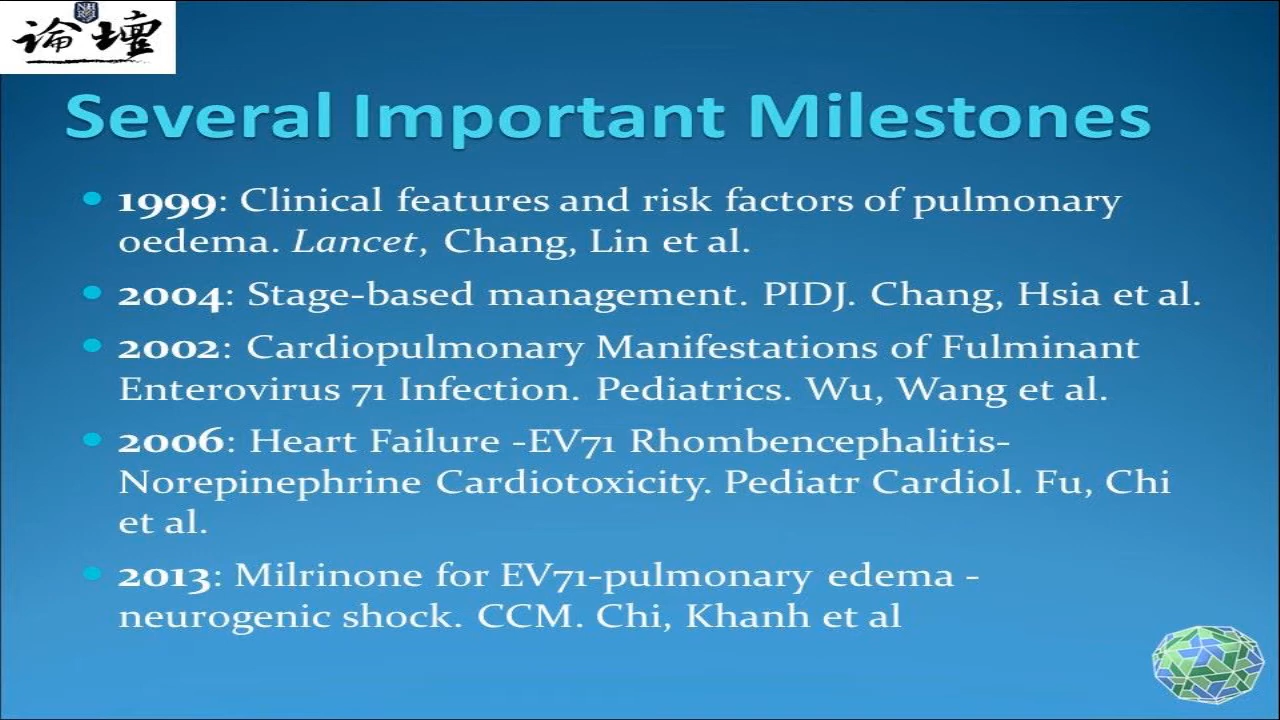 NHRI
論壇
Several Important Milestones
• 1999: Clinical features and risk factors of pulmonary
oedema. Lancet, Chang, Lin et al.
• 2004: Stage-based management. PIDJ. Chang, Hsia et al.
• 2002: Cardiopulmonary Manifestations of Fulminant
Enterovirus 71 Infection. Pediatrics. Wu, Wang et al.
• 2006: Heart Failure -EV71 Rhombencephalitis-
Norepinephrine Cardiotoxicity. Pediatr Cardiol. Fu, Chi
et al.
• 2013: Milrinone for EV71-pulmonary edema -
neurogenic shock. CCM. Chi, Khanh et al